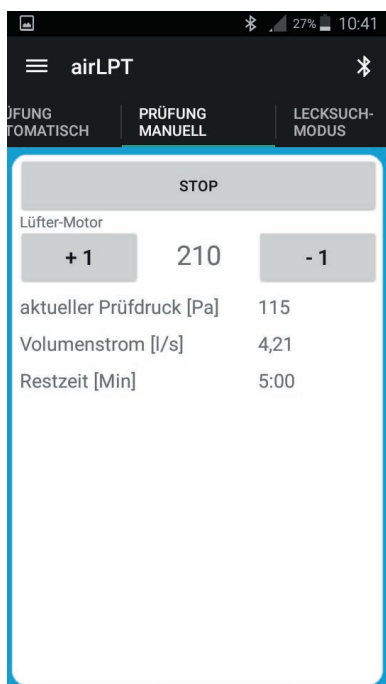 27% 10:41
airLPT
ÜFUNG
TOMATISCH
PRÜFUNG
MANUELL
LECKSUCH-
MODUS
STOP
Lüfter-Motor
+ 1 210 - 1
aktueller Prüfdruck [Pa] 115
Volumenstrom [l/s] 4,21
Restzeit [Min] 5:00